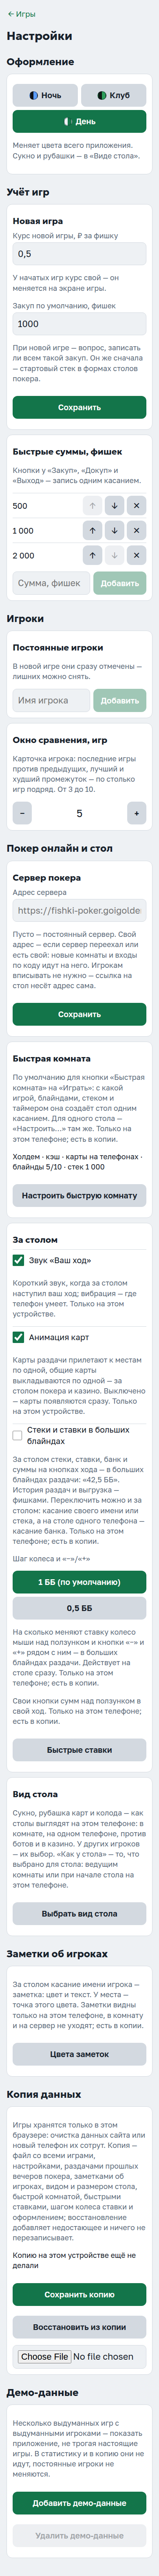 ← Игры
Настройки
Оформление
Ночь
Клуб
День
Меняет цвета всего приложения.
Сукно и рубашки — в «Виде стола».
Учёт игр
Новая игра
Курс новой игры, ₽ за фишку
0,5
У начатых игр курс свой — он
меняется на экране игры.
Закуп по умолчанию, фишек
1000
При новой игре — вопрос, записать
ли всем такой закуп. Он же сначала
— стартовый стек в формах столов
покера.
Сохранить
Быстрые суммы, фишек
Кнопки у «Закуп», «Докуп» и
«Выход» — запись одним касанием.
500 ↑ ↓ ×
1 000 ↑ ↓ ×
2 000 ↑ ↓ ×
Сумма, фишек
Добавить
Игроки
Постоянные игроки
В новой игре они сразу отмечены —
лишних можно снять.
Имя игрока
Добавить
Окно сравнения, игр
Карточка игрока: последние игры
против предыдущих, лучший и
худший промежуток — по столько
игр подряд. От 3 до 10.
− 5 +
Покер онлайн и стол
Сервер покера
Адрес сервера
https://fishki-poker.goigolde
Пусто — постоянный сервер. Свой
адрес — если сервер переехал или
есть свой: новые комнаты и входы
по коду идут на него. Игрокам
вписывать не нужно — ссылка на
стол несёт адрес сама.
Сохранить
Быстрая комната
По умолчанию для кнопки «Быстрая
комната» на «Играть»: с какой
игрой, блайндами, стеком и
таймером она создаёт стол одним
касанием. Для одного стола —
«Настроить…» там же. Только на
этом телефоне; есть в копии.
Холдем · кэш · карты на телефонах ·
блайнды 5/10 · стек 1 000
Настроить быструю комнату
За столом
Звук «Ваш ход»
Короткий звук, когда за столом
наступил ваш ход; вибрация — где
телефон умеет. Только на этом
устройстве.
Анимация карт
Карты раздачи прилетают к местам
по одной, общие карты
выкладываются по одной — за
столом покера и казино. Выключено
— карты появляются сразу. Только
на этом устройстве.
Стеки и ставки в больших
блайндах
За столом стеки, ставки, банк и
суммы на кнопках хода — в больших
блайндах раздачи: «42,5 ББ».
История раздач и выгрузка —
фишками. Переключить можно и за
столом: касание своего имени или
стека, а на столе одного телефона —
касание банка. Только на этом
телефоне; есть в копии.
Шаг колеса и «−»/«+»
1 ББ (по умолчанию)
0,5 ББ
На сколько меняют ставку колесо
мыши над ползунком и кнопки «−» и
«+» рядом с ним — в больших
блайндах раздачи. Действует на
столе сразу. Только на этом
телефоне; есть в копии.
Свои кнопки сумм над ползунком в
свой ход. Только на этом телефоне;
есть в копии.
Быстрые ставки
Вид стола
Сукно, рубашка карт и колода — как
столы выглядят на этом телефоне: в
комнате, на одном телефоне, против
ботов и в казино. У других игроков
— их выбор. «Как у стола» — то, что
выбрано для стола: ведущим
комнаты или при начале стола на
этом телефоне.
Выбрать вид стола
Заметки об игроках
За столом касание имени игрока —
заметка: цвет и текст. У места —
точка этого цвета. Заметки видны
только на этом телефоне, в комнату
и на сервер не уходят; есть в копии.
Цвета заметок
Копия данных
Игры хранятся только в этом
браузере: очистка данных сайта или
новый телефон их сотрут. Копия —
файл со всеми играми,
настройками, раздачами прошлых
вечеров покера, заметками об
игроках, видом и размером стола,
быстрой комнатой, быстрыми
ставками, шагом колеса ставки и
оформлением; восстановление
добавляет недостающее и ничего не
перезаписывает.
Копию на этом устройстве ещё не
делали
Сохранить копию
Восстановить из копии
Choose File No file chosen
Демо-данные
Несколько выдуманных игр с
выдуманными игроками — показать
приложение, не трогая настоящие
игры. В статистику и в копию они не
идут, постоянные игроки не
меняются.
Добавить демо-данные
Удалить демо-данные